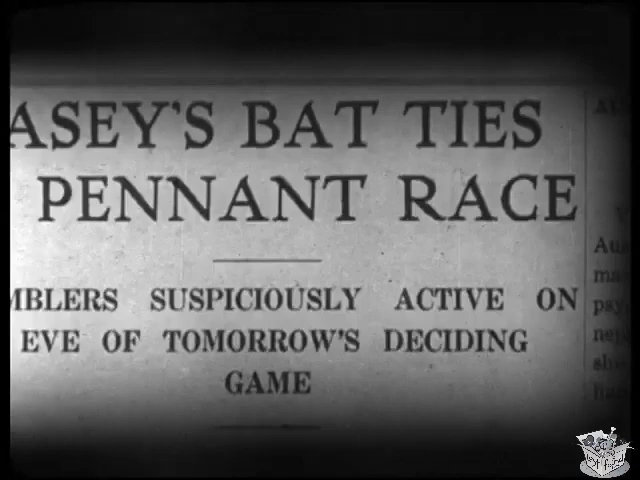 ASEY'S BAT TIES
PENNANT RACE
MBLERS SUSPICIOUSLY ACTIVE ON
EVE OF TOMORROW'S DECIDING
GAME